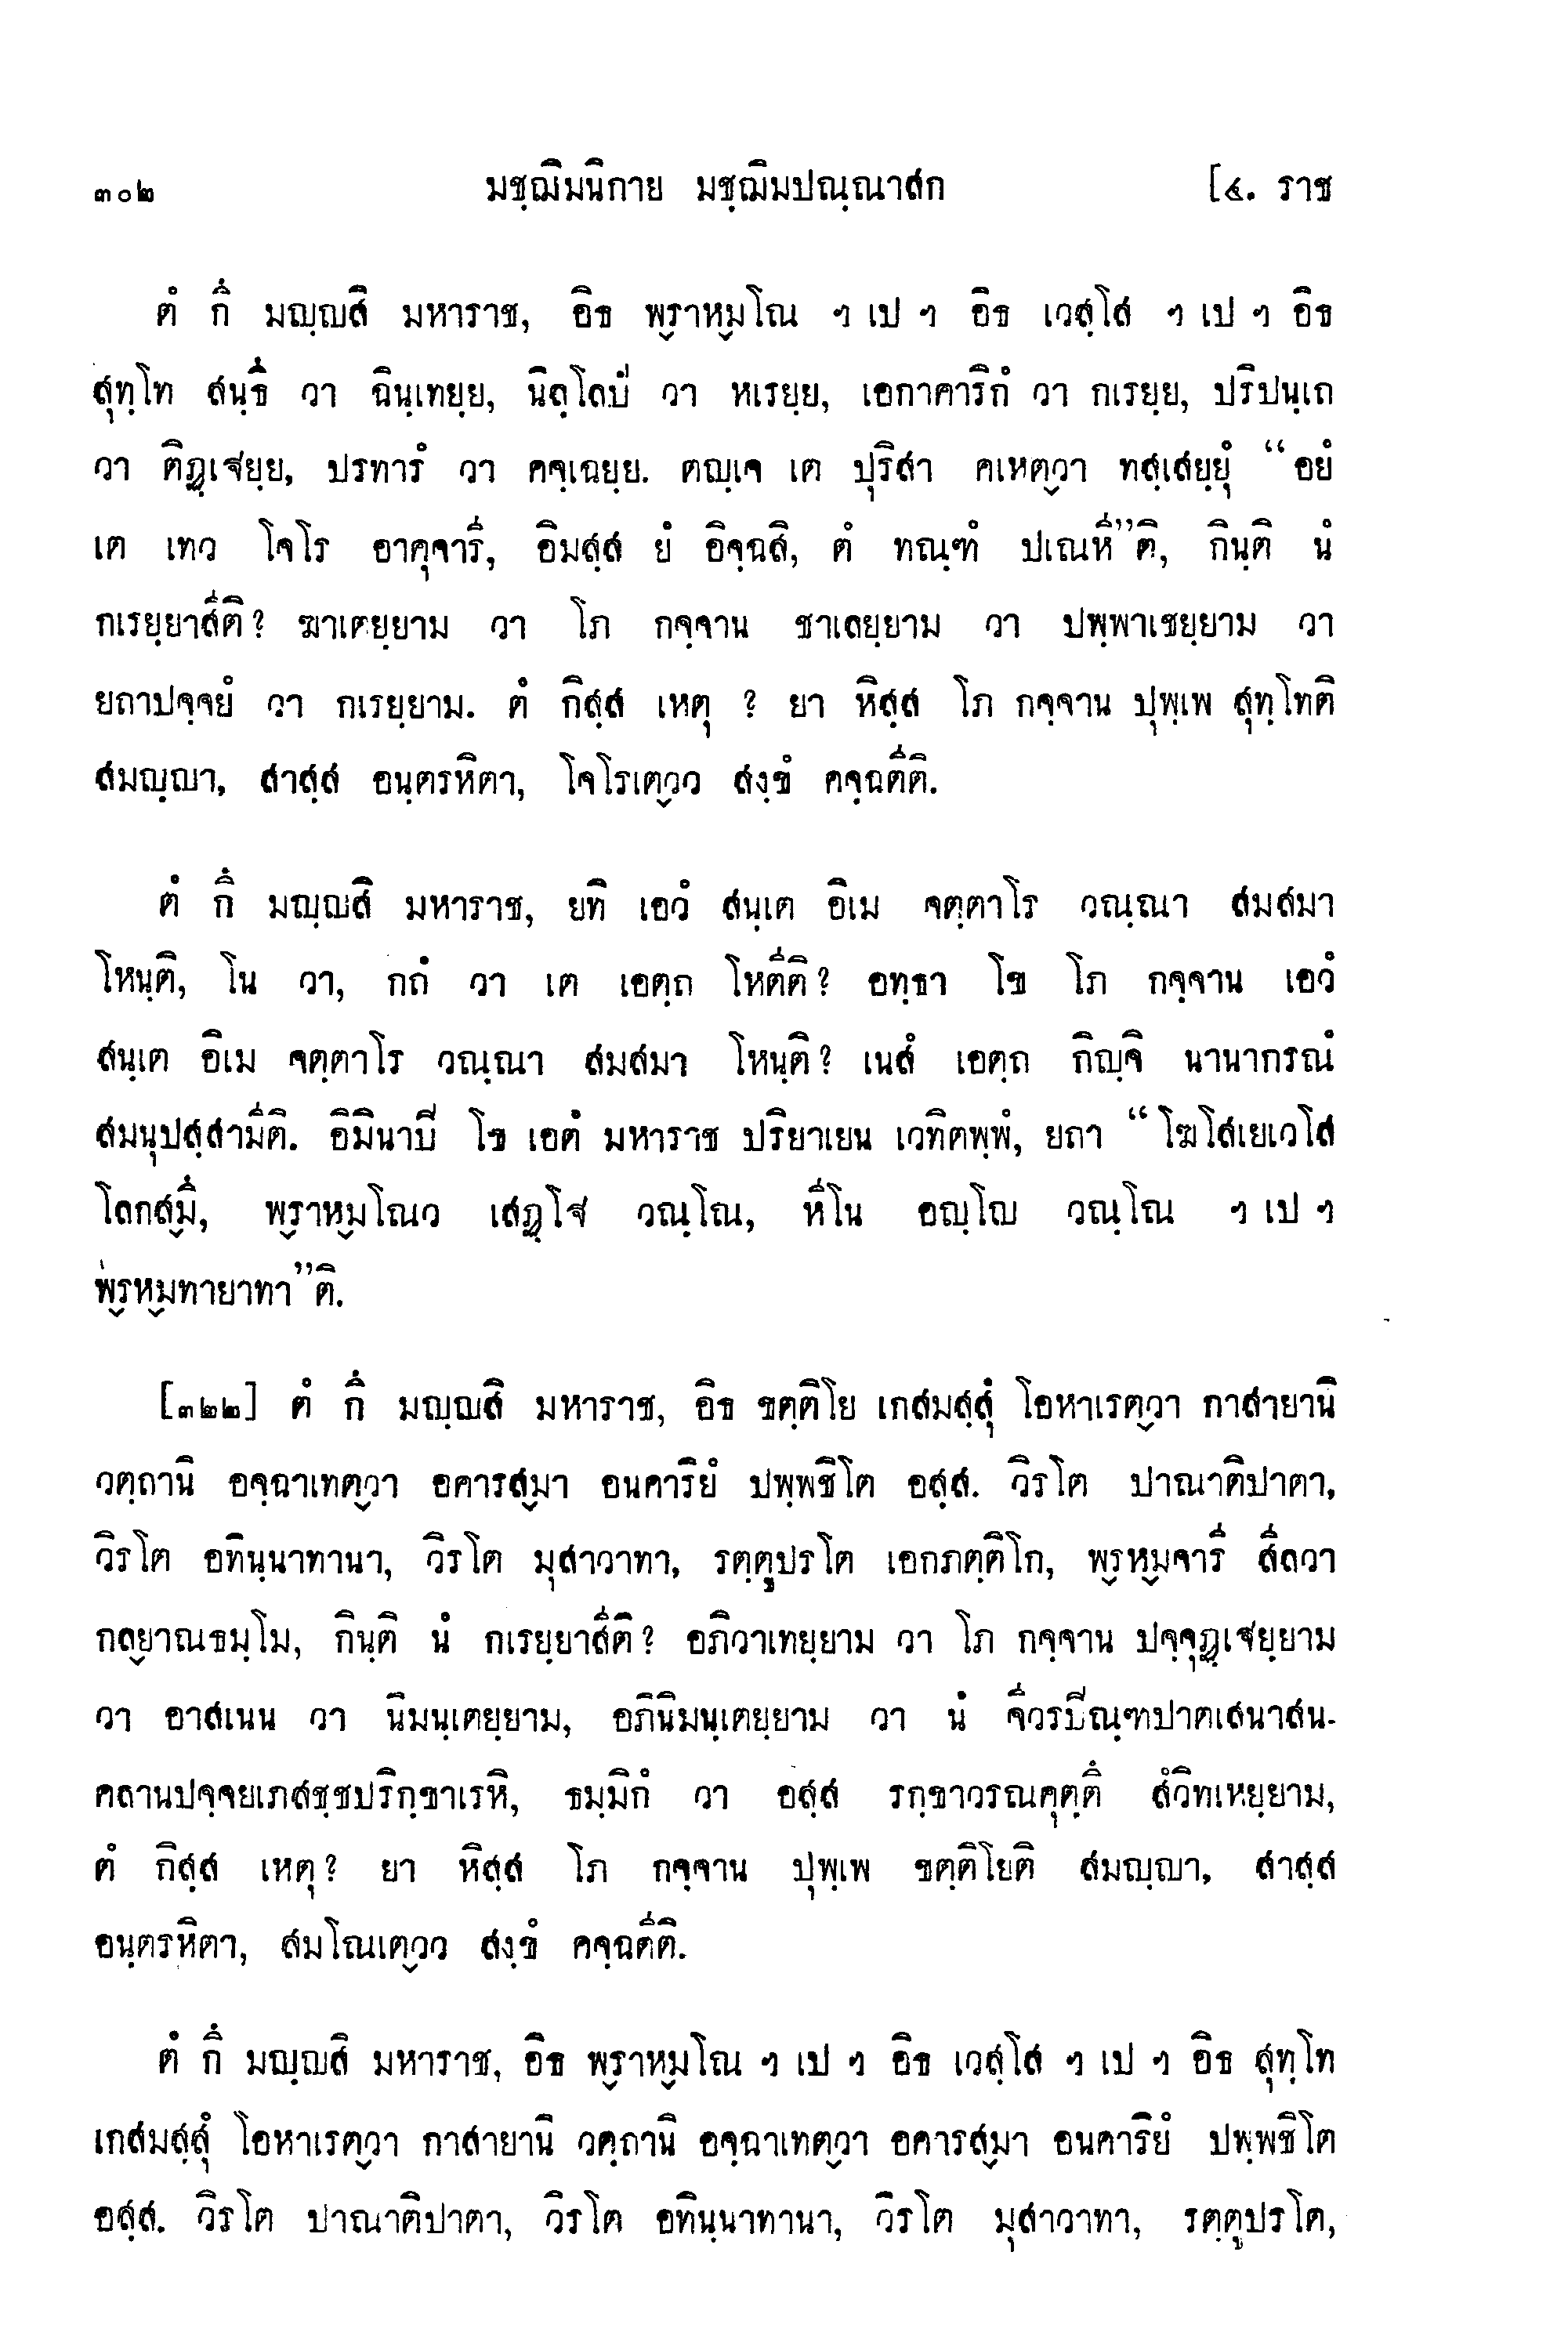 ๓๐๒ มชฺฌิมนิกาย มชฺฌิมปณฺณาสก [๔. ราช
ตํ กึ มญฺญสิ มหาราช, อิธ พ๎ราห๎มโณ ฯ เป ฯ อิธ เวสฺโส ฯ เป ฯ อิธ
สุทฺโท สนฺธึ วา ฉินฺเทยฺย, นิลฺโลปํ วา หเรยฺย, เอกาคาริกํ วา กเรยฺย, ปริปนฺเถ
วา ติฏฺเฐยฺย, ปรทารํ วา คจฺเฉยฺย. ตญฺเจ เต ปุริสา คเหต๎วา ทสฺเสยฺยุํ “อยํ
เต เทว โจโร อาคุจารี, อิมสฺส ยํ อิจฺฉสิ, ตํ ทณฺฑํ ปเณหี”ติ, กินฺติ นํ
กเรยฺยาสีติ? ฆาเตยฺยาม วา โภ กจฺจาน ชาเลยฺยาม วา ปพฺพาเชยฺยาม วา
ยถาปจฺจยํ วา กเรยฺยาม. ตํ กิสฺส เหตุ ? ยา หิสฺส โภ กจฺจาน ปุพฺเพ สุทฺโทติ
สมญฺญา, สาสฺส อนฺตรหิตา, โจโรเต๎วว สงฺขํ คจฺฉตีติ.
ตํ กึ มญฺญสิ มหาราช, ยทิ เอวํ สนฺเต อิเม จตฺตาโร วณฺณา สมสมา
โหนฺติ, โน วา, กถํ วา เต เอตฺถ โหตีติ? อทฺธา โข โภ กจฺจาน เอวํ
สนฺเต อิเม จตฺตาโร วณฺณา สมสมา โหนฺติ? เนสํ เอตฺถ กิญฺจิ นานากรณํ
สมนุปสฺสามีติ. อิมินาปี โข เอตํ มหาราช ปริยาเยน เวทิตพฺพํ, ยถา “โฆโสเยเวโส
โลกส๎มึ, พ๎ราห๎มโณว เสฏฺโฐ วณฺโณ, หีโน อญฺโญ วณฺโณ ฯ เป ฯ
พ๎รห๎มทายาทา”ติ.
[๓๒๒] ตํ กึ มญฺญสิ มหาราช, อิธ ขตฺติโย เกสมสฺสุํ โอหาเรต๎วา กาสายานิ
วตฺถานิ อจฺฉาเทต๎วา อคารส๎มา อนคาริยํ ปพฺพชิโต อสฺส. วิรโต ปาณาติปาตา,
วิรโต อทินฺนาทานา, วิรโต มุสาวาทา, รตฺตูปรโต เอกภตฺติโก, พ๎รห๎มจารี สีลวา
กล๎ยาณธมฺโม, กินฺติ นํ กเรยฺยาสีติ? อภิวาเทยฺยาม วา โภ กจฺจาน ปจฺจุฏฺเฐยฺยาม
วา อาสเนน วา นิมนฺเตยฺยาม, อภินิมนฺเตยฺยาม วา นํ จีวรปิณฺฑปาตเสนาสน-
คิลานปจฺจยเภสชฺชปริกฺขาเรหิ, ธมฺมิกํ วา อสฺส รกฺขาวรณคุตฺตึ สํวิทเหยฺยาม,
ตํ กิสฺส เหตุ? ยา หิสฺส โภ กจฺจาน ปุพฺเพ ขตฺติโยติ สมญฺญา, สาสฺส
อนฺตรหิตา, สมโณเต๎วว สงฺขํ คจฺฉตีติ.
ตํ กึ มญฺญสิ มหาราช, อิธ พ๎ราห๎มโณ ฯ เป ฯ อิธ เวสฺโส ฯ เป ฯ อิธ สุทฺโท
เกสมสฺสุํ โอหาเรต๎วา กาสายานิ วตฺถานิ อจฺฉาเทต๎วา อคารส๎มา อนคาริยํ ปพฺพชิโต
อสฺส. วิรโต ปาณาติปาตา, วิรโต อทินฺนาทานา, วิรโต มุสาวาทา, รตฺตูปรโต,